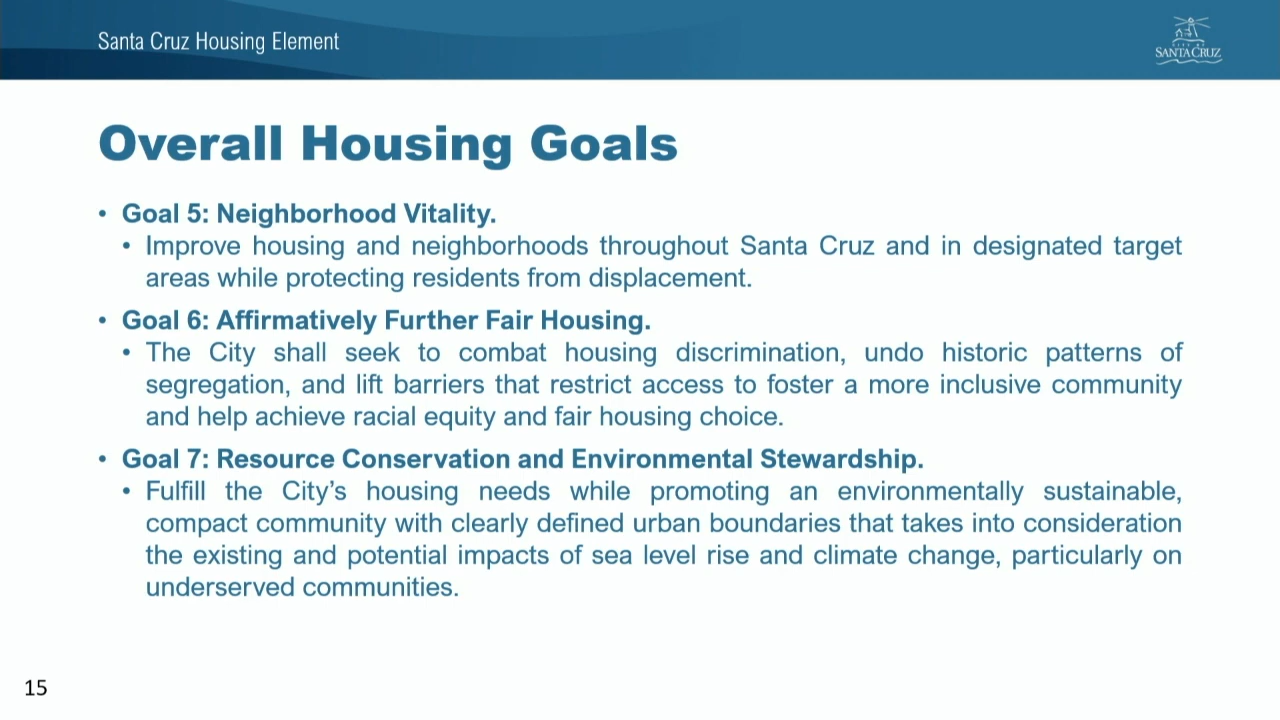 Santa Cruz Housing Element
CITY OF
SANTA CRUZ
Overall Housing Goals
• Goal 5: Neighborhood Vitality.
• Improve housing and neighborhoods throughout Santa Cruz and in designated target
areas while protecting residents from displacement.
• Goal 6: Affirmatively Further Fair Housing.
• The City shall seek to combat housing discrimination, undo historic patterns of
segregation, and lift barriers that restrict access to foster a more inclusive community
and help achieve racial equity and fair housing choice.
• Goal 7: Resource Conservation and Environmental Stewardship.
• Fulfill the City’s housing needs while promoting an environmentally sustainable,
compact community with clearly defined urban boundaries that takes into consideration
the existing and potential impacts of sea level rise and climate change, particularly on
underserved communities.
15